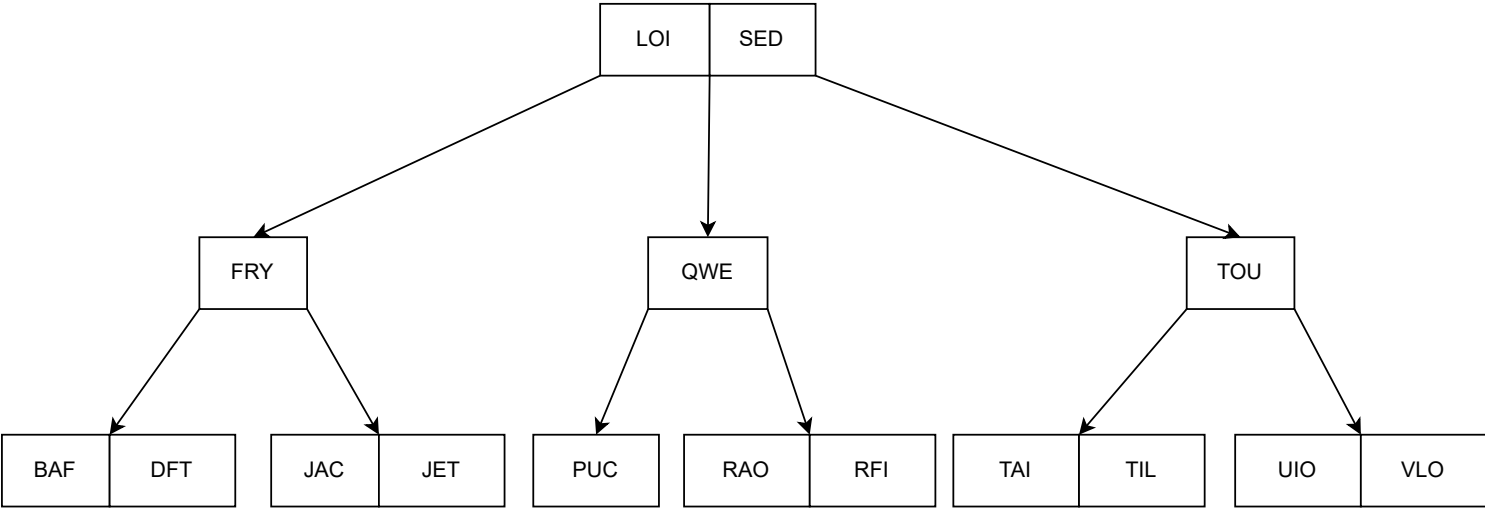 LOI SED
FRY QWE TOU
BAF DFT JAC JET PUC RAO RFI TAI TIL UIO VLO